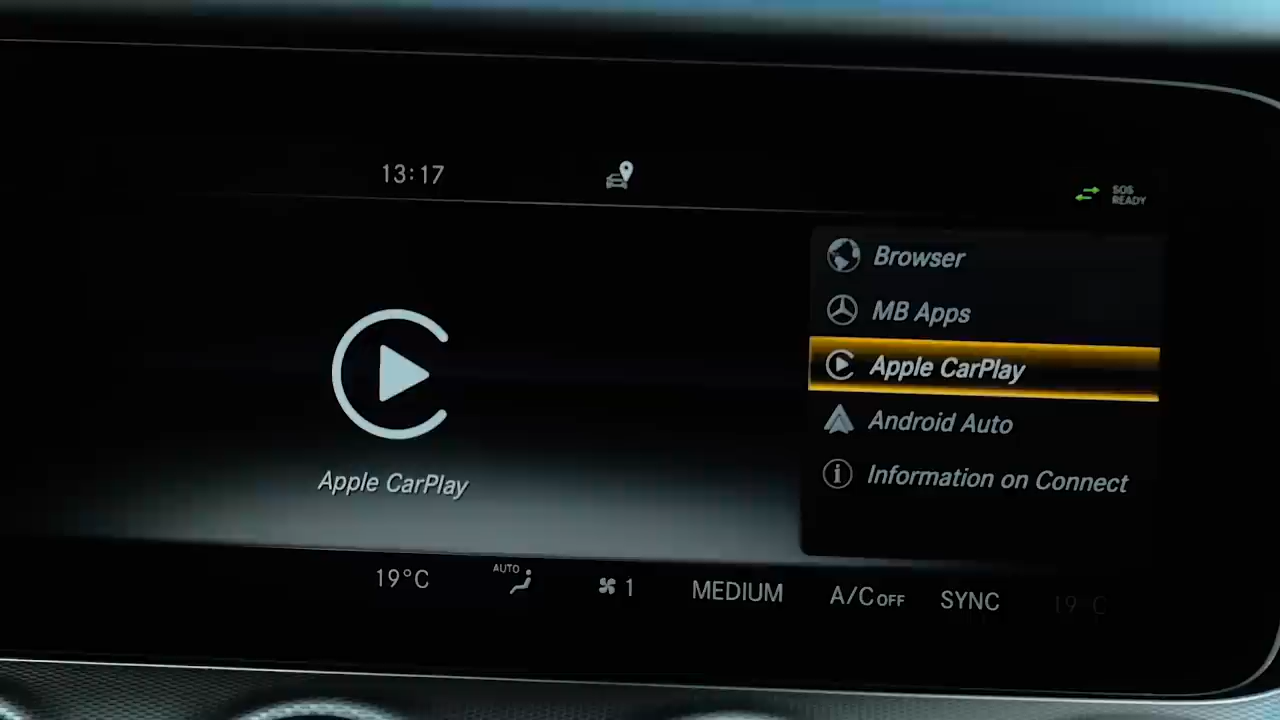 13:17
SOS
READY
Browser
MB Apps
Apple CarPlay
Android Auto
Information on Connect
Apple CarPlay
19°C
AUTO
1
MEDIUM
A/C OFF
SYNC
19°C